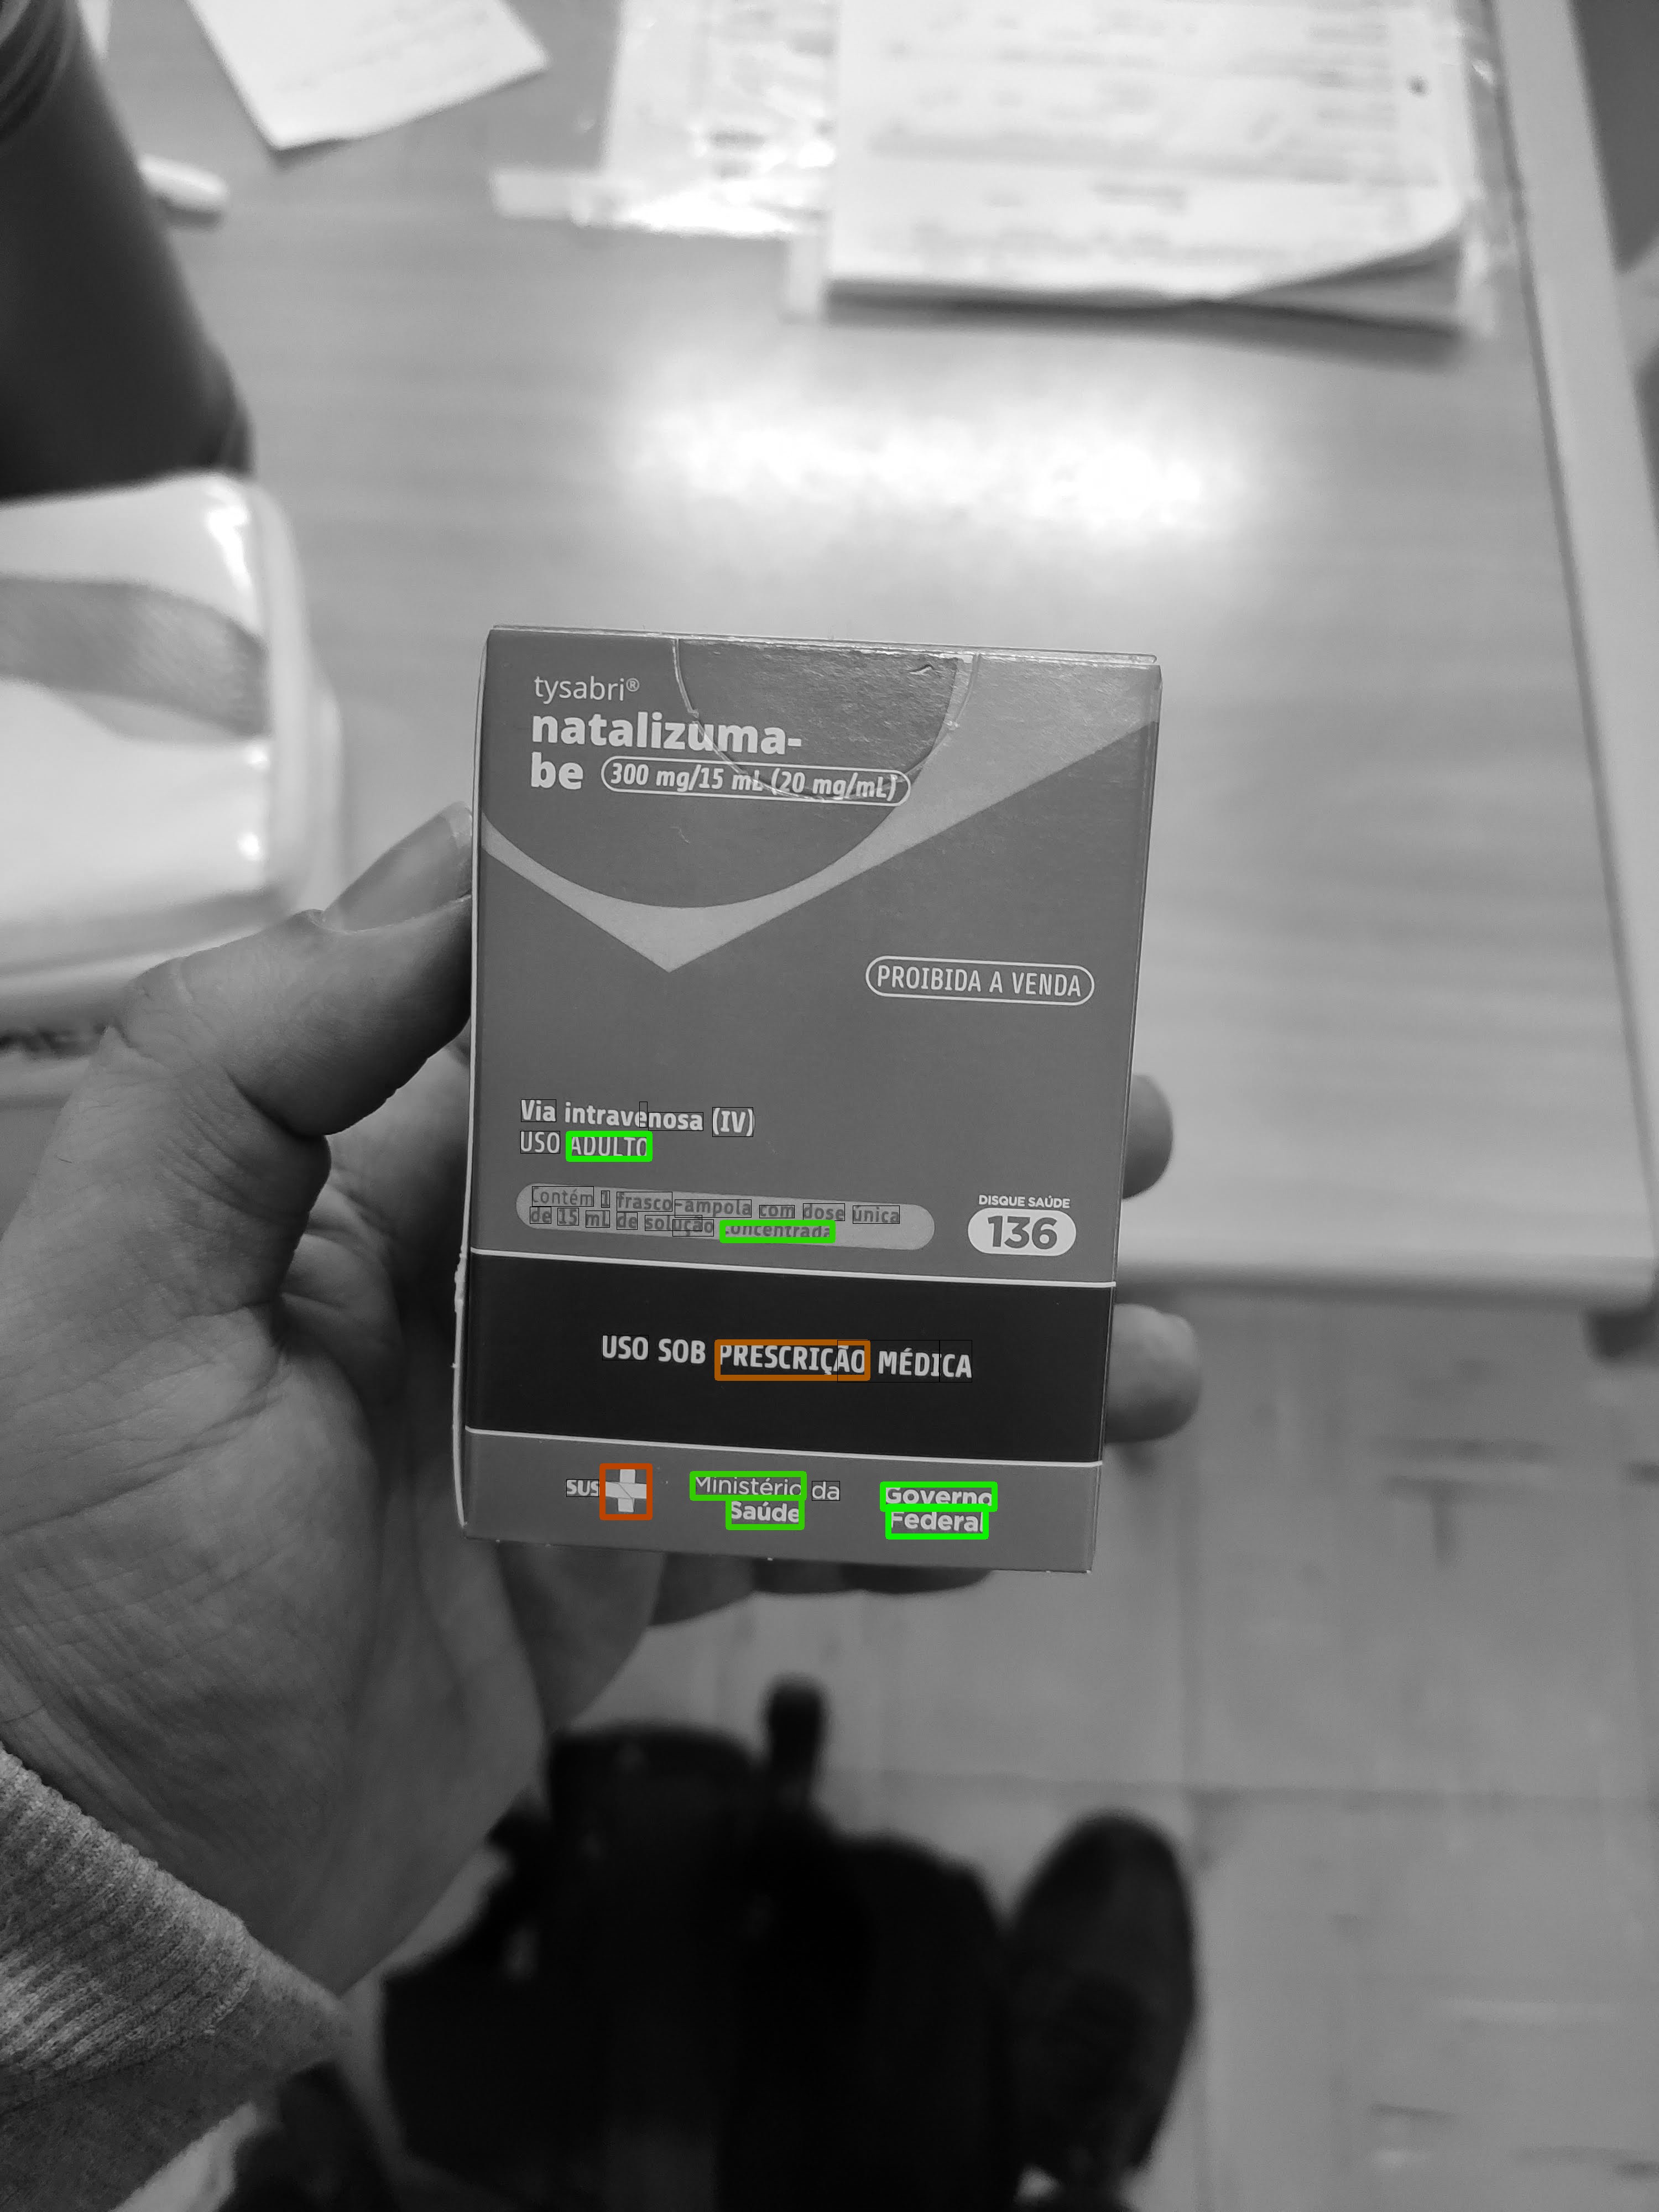 tysabri®
natalizuma-
be 300 mg/15 mL (20 mg/mL)
PROIBIDA A VENDA
Via intravenosa (IV)
USO ADULTO
Contém 1 frasco-ampola com dose única
de 15 mL de solução concentrada
DISQUE SAÚDE
136
USO SOB PRESCRIÇÃO MÉDICA
SUS
Ministério da
Saúde
Governo
Federal